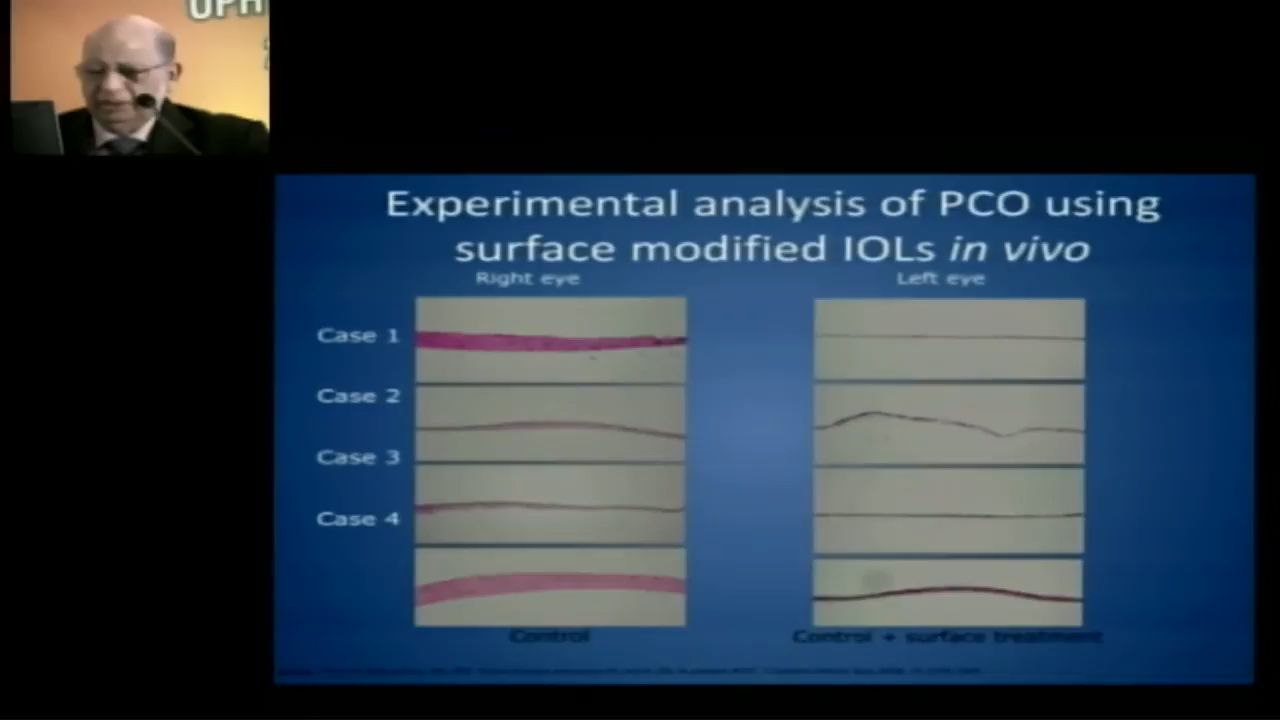 UPH
Experimental analysis of PCO using
surface modified IOLs in vivo
Right eye
Left eye
Case 1
Case 2
Case 3
Case 4
Control
Control + surface treatment